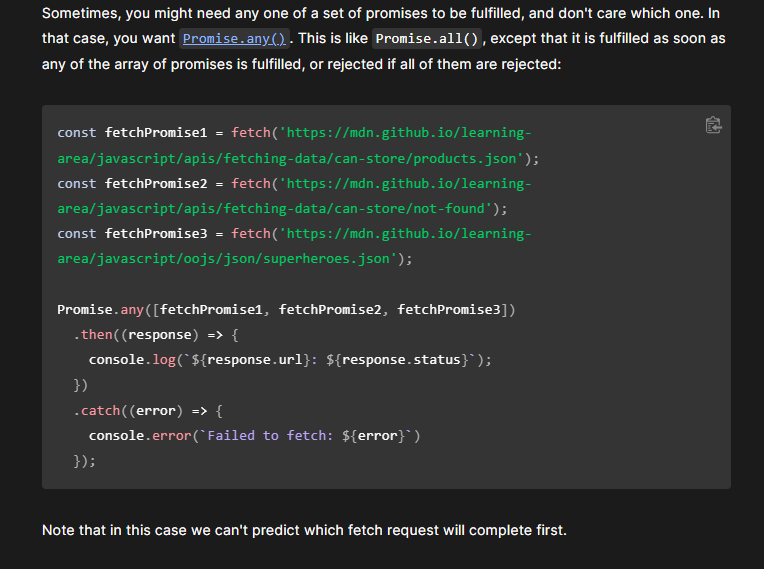 Sometimes, you might need any one of a set of promises to be fulfilled, and don't care which one. In
that case, you want Promise.any(). This is like Promise.all(), except that it is fulfilled as soon as
any of the array of promises is fulfilled, or rejected if all of them are rejected:
const fetchPromise1 = fetch('https://mdn.github.io/learning-
area/javascript/apis/fetching-data/can-store/products.json');
const fetchPromise2 = fetch('https://mdn.github.io/learning-
area/javascript/apis/fetching-data/can-store/not-found');
const fetchPromise3 = fetch('https://mdn.github.io/learning-
area/javascript/oojs/json/superheroes.json');

Promise.any([fetchPromise1, fetchPromise2, fetchPromise3])
  .then((response) => {
    console.log(`${response.url}: ${response.status}`);
  })
  .catch((error) => {
    console.error(`Failed to fetch: ${error}`)
  });
Note that in this case we can't predict which fetch request will complete first.